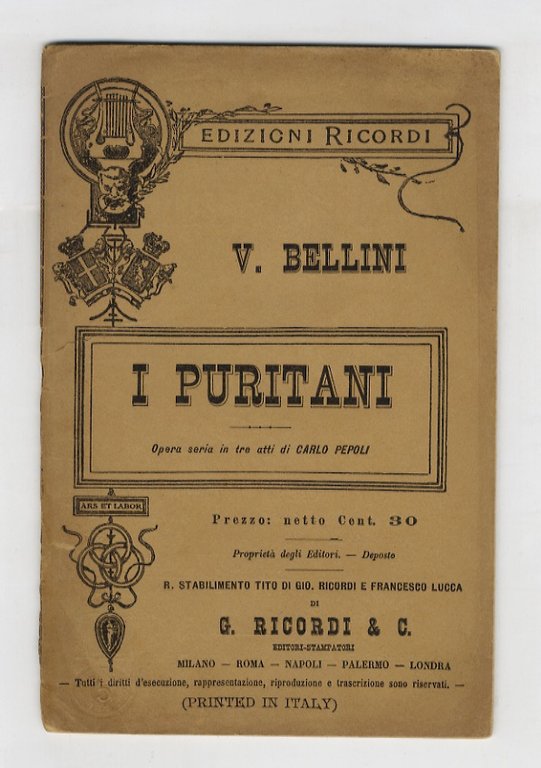 EDIZIONI RICORDI
V. BELLINI
I PURITANI
Opera seria in tre atti di CARLO PEPOLI
ARS ET LABOR
Prezzo: netto Cent. 30
Proprietà degli Editori. — Deposto
R. STABILIMENTO TITO DI GIO. RICORDI E FRANCESCO LUCCA
DI
G. RICORDI & C.
EDITORI-STAMPATORI
MILANO — ROMA — NAPOLI — PALERMO — LONDRA
— Tutti i diritti d'esecuzione, rappresentazione, riproduzione e trascrizione sono riservati. —
(PRINTED IN ITALY)